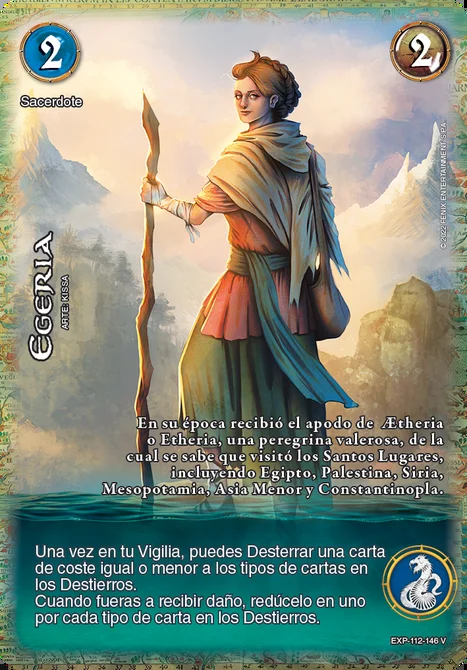 2
2
Sacerdote
© 2022 FENIX ENTERTAINMENT S.P.A.
Egeria
ARTE: KISSA
En su época recibió el apodo de Ætheria
o Etheria, una peregrina valerosa, de la
cual se sabe que visitó los Santos Lugares,
incluyendo Egipto, Palestina, Siria,
Mesopotamia, Asia Menor y Constantinopla.
Una vez en tu Vigilia, puedes Desterrar una carta
de coste igual o menor a los tipos de cartas en
los Destierros.
Cuando fueras a recibir daño, redúcelo en uno
por cada tipo de carta en los Destierros.
EXP-112-146 V